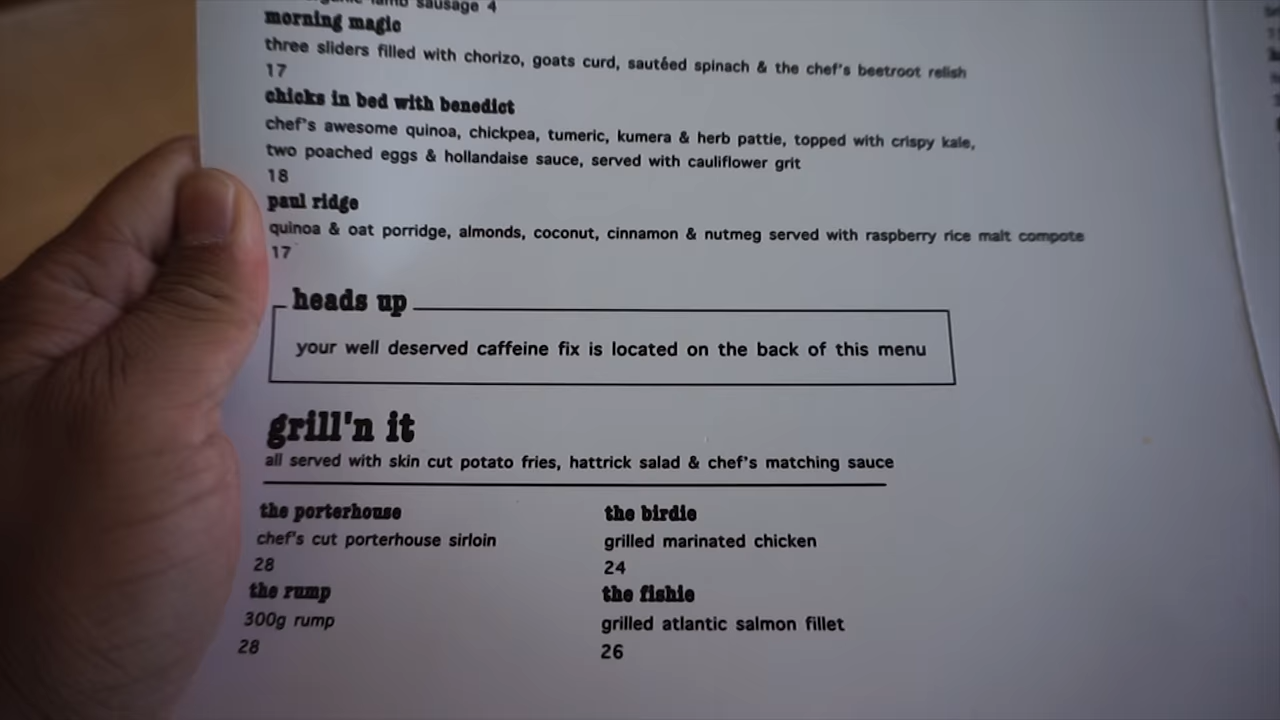 lamb sausage 4
morning magic
three sliders filled with chorizo, goats curd, sautéed spinach & the chef's beetroot relish
17
chicks in bed with benedict
chef's awesome quinoa, chickpea, tumeric, kumera & herb pattie, topped with crispy kale,
two poached eggs & hollandaise sauce, served with cauliflower grit
18
paul ridge
quinoa & oat porridge, almonds, coconut, cinnamon & nutmeg served with raspberry rice malt compote
17
heads up
your well deserved caffeine fix is located on the back of this menu
grill'n it
all served with skin cut potato fries, hattrick salad & chef's matching sauce
the porterhouse
chef's cut porterhouse sirloin
28
the rump
300g rump
28
the birdie
grilled marinated chicken
24
the fishie
grilled atlantic salmon fillet
26